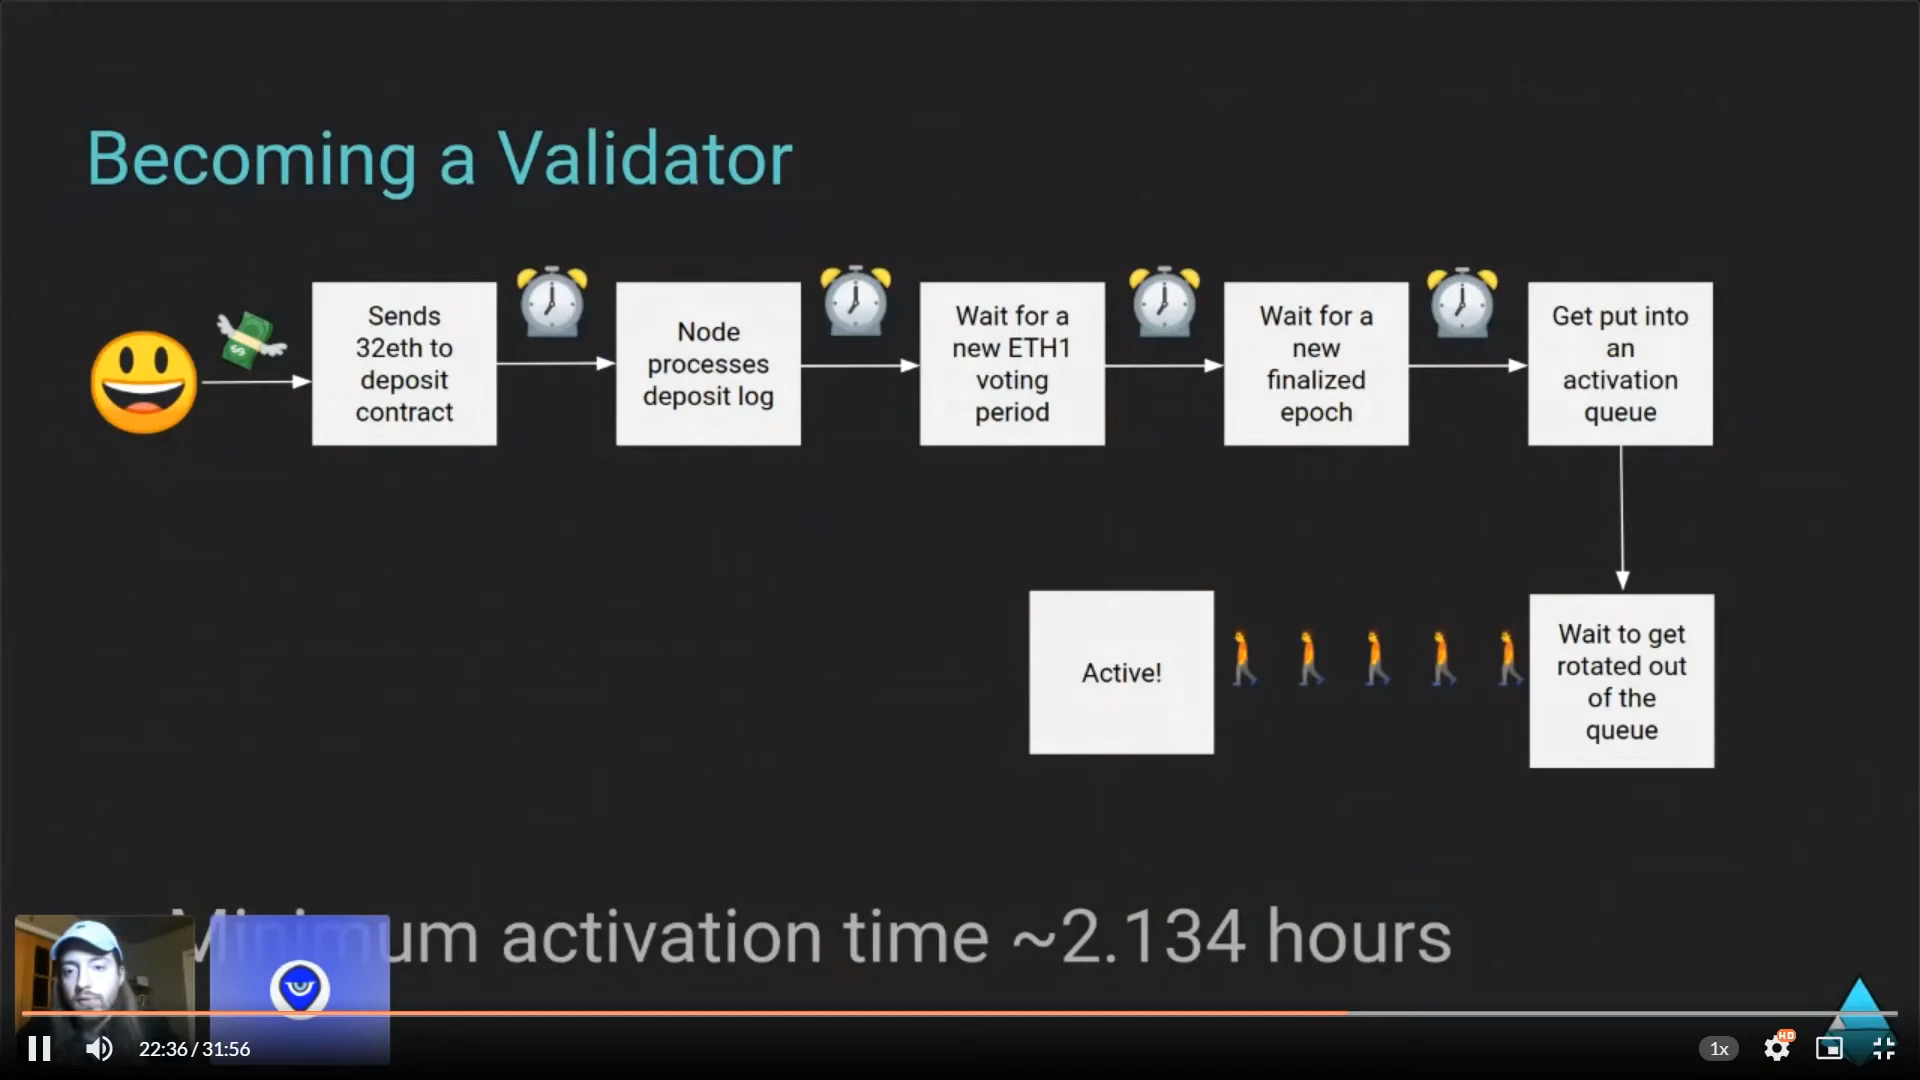 Becoming a Validator
Sends
32eth to
deposit
contract
Node
processes
deposit log
Wait for a
new ETH1
voting
period
Wait for a
new
finalized
epoch
Get put into
an
activation
queue
Active!
Wait to get
rotated out
of the
queue
Minimum activation time ~2.134 hours
22:36 / 31:56
1x
HD